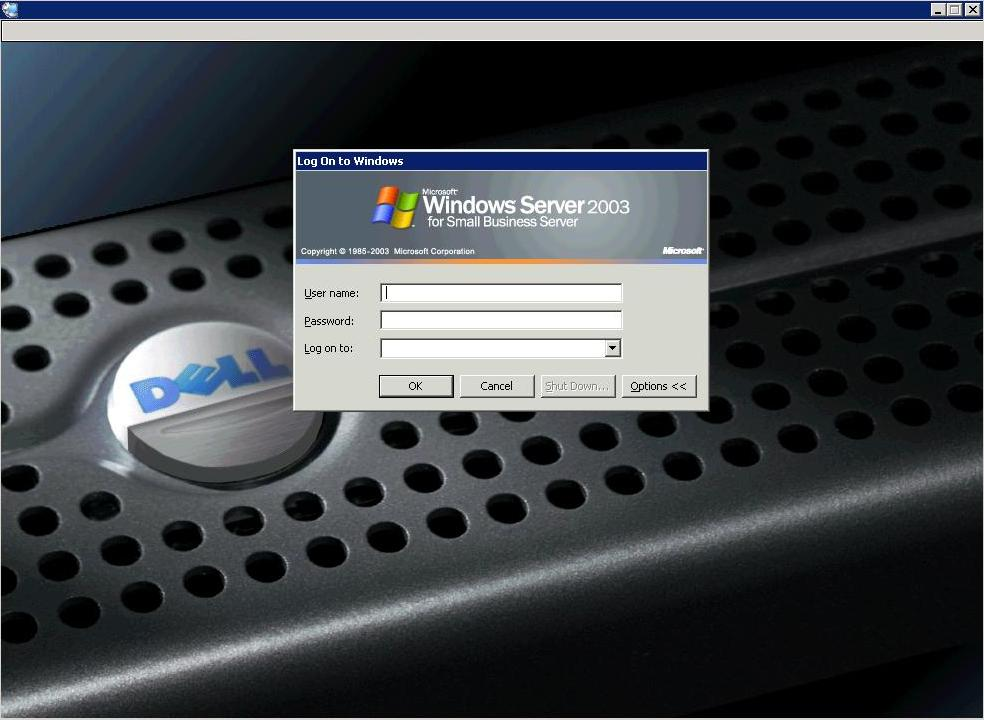 Log On to Windows
Microsoft®
Windows Server 2003
for Small Business Server
Copyright © 1985-2003 Microsoft Corporation
Microsoft®
User name:
Password:
Log on to:
OK Cancel Shut Down... Options <<
DELL